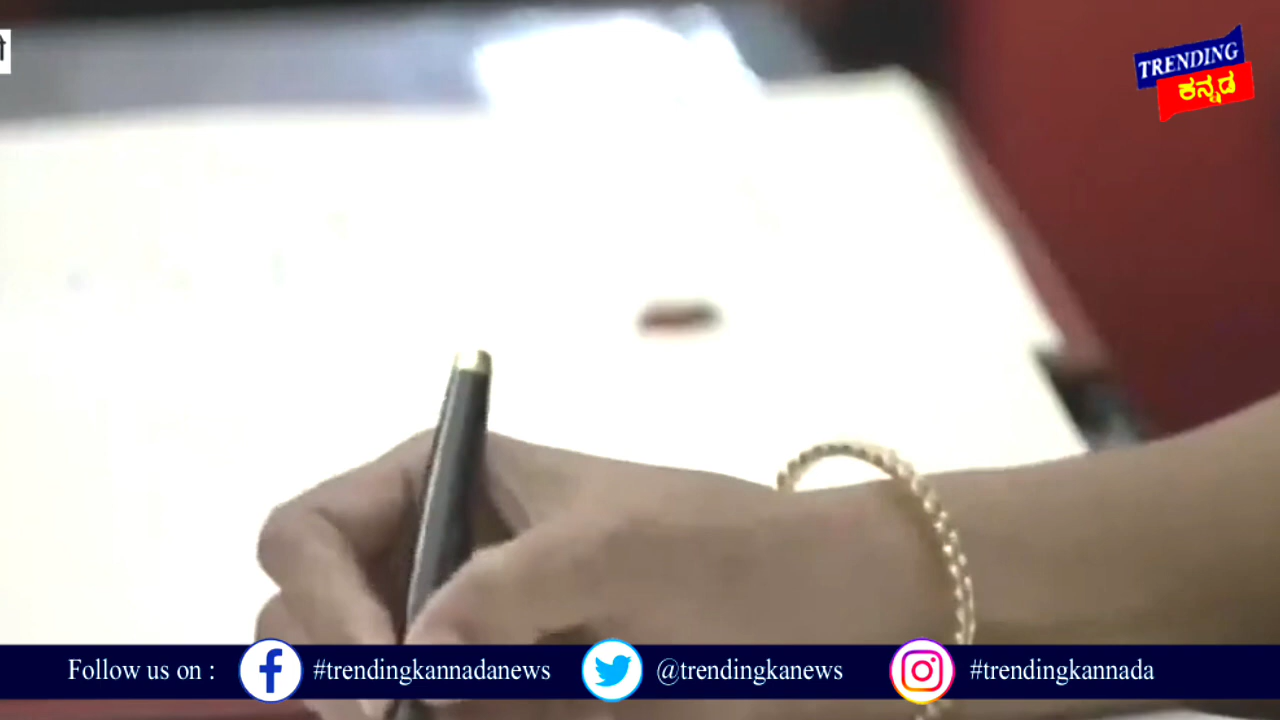 TRENDING
ಕನ್ನಡ
Follow us on : #trendingkannadanews @trendingkanews #trendingkannada